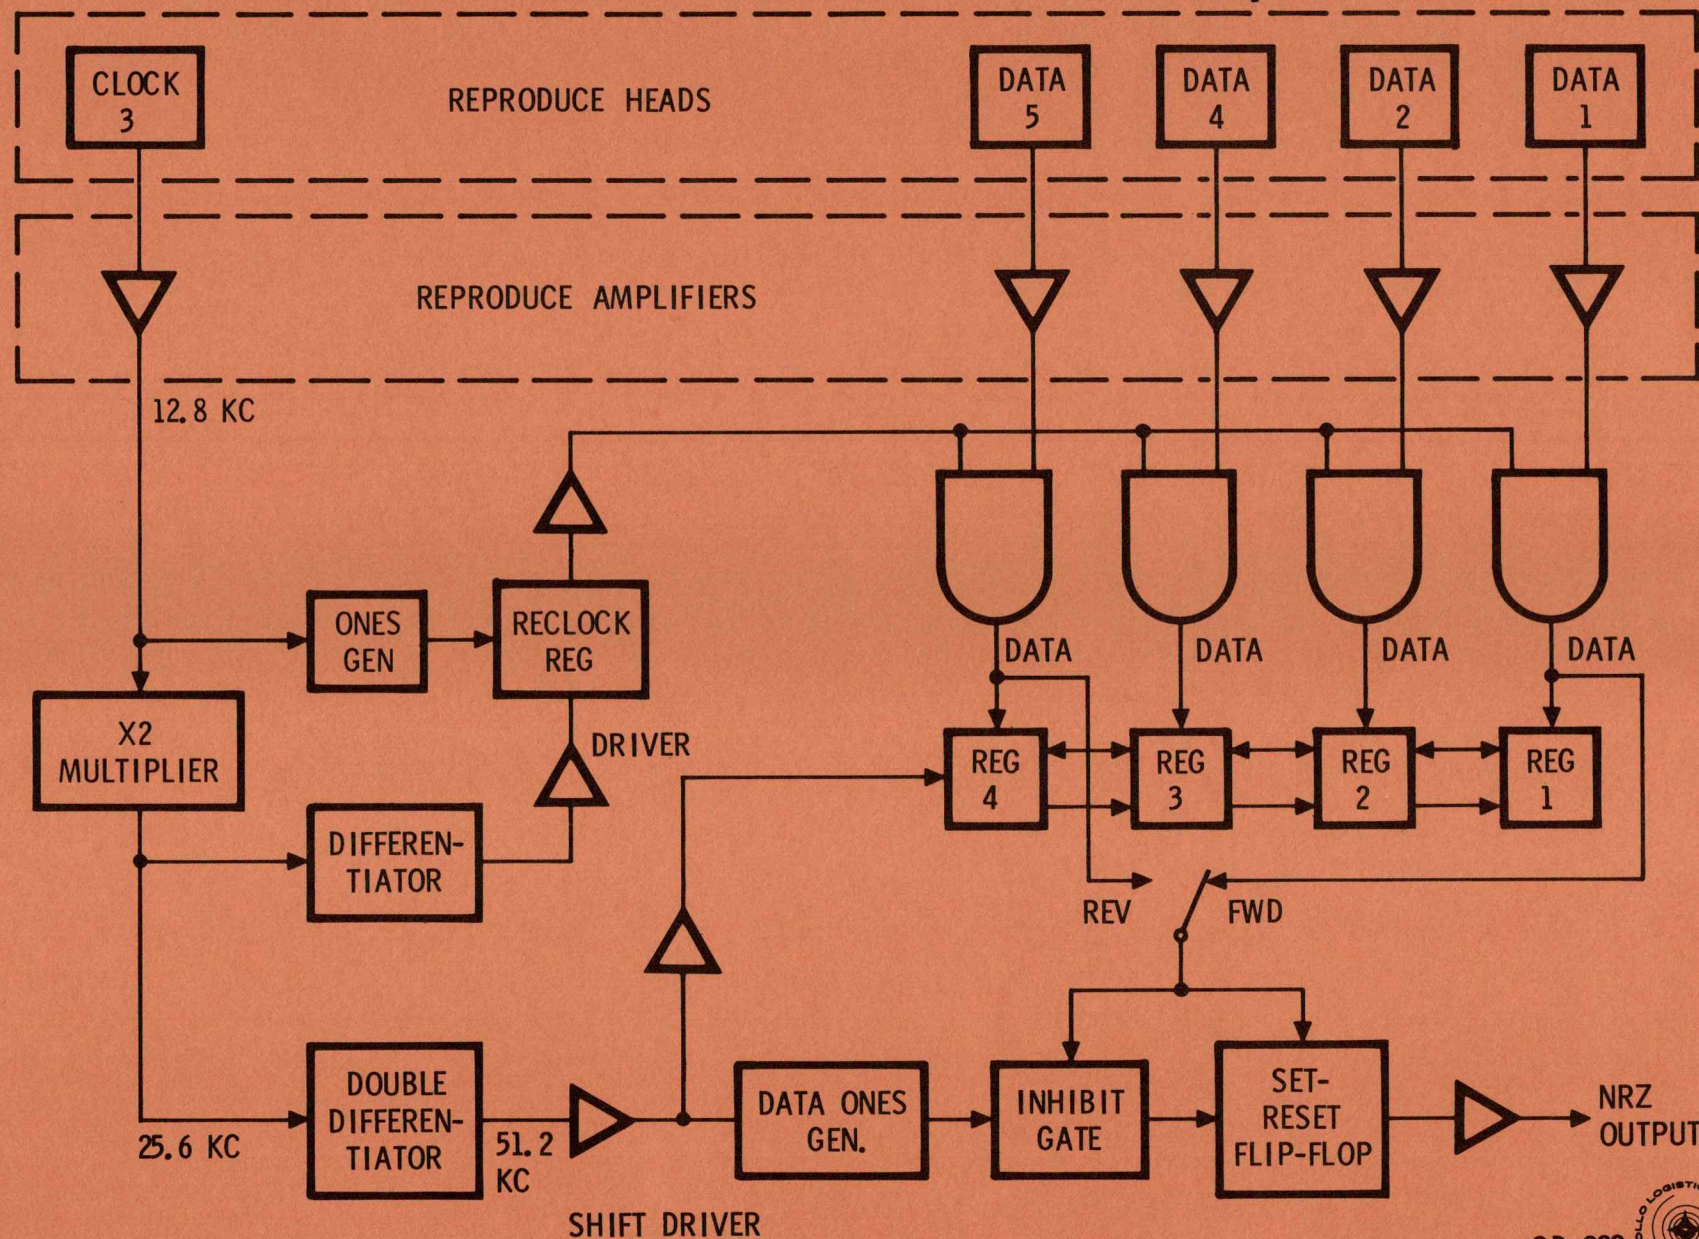 CLOCK
3
REPRODUCE HEADS
DATA
5
DATA
4
DATA
2
DATA
1
REPRODUCE AMPLIFIERS
12.8 KC
ONES
GEN
RECLOCK
REG
DATA
DATA
DATA
DATA
X2
MULTIPLIER
DRIVER
REG
4
REG
3
REG
2
REG
1
DIFFEREN-
TIATOR
REV
FWD
DOUBLE
DIFFEREN-
TIATOR
25.6 KC
51.2
KC
DATA ONES
GEN.
INHIBIT
GATE
SET-
RESET
FLIP-FLOP
NRZ
OUTPUT
SHIFT DRIVER